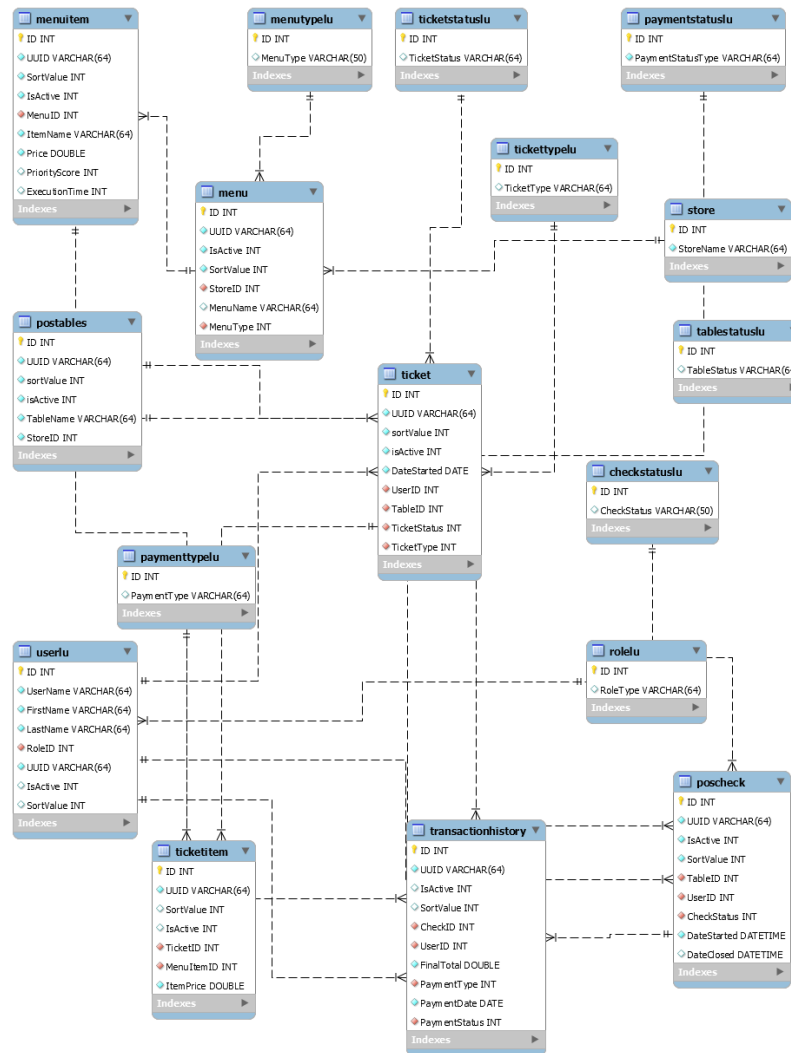 menuitem
ID INT
UUID VARCHAR(64)
SortValue INT
IsActive INT
MenuID INT
ItemName VARCHAR(64)
Price DOUBLE
PriorityScore INT
ExecutionTime INT
Indexes
menutypelu
ID INT
MenuType VARCHAR(50)
Indexes
ticketstatuslu
ID INT
TicketStatus VARCHAR(64)
Indexes
paymentstatuslu
ID INT
PaymentStatusType VARCHAR(64)
Indexes
tickettypelu
ID INT
TicketType VARCHAR(64)
Indexes
menu
ID INT
UUID VARCHAR(64)
IsActive INT
SortValue INT
StoreID INT
MenuName VARCHAR(64)
MenuType INT
Indexes
store
ID INT
StoreName VARCHAR(64)
Indexes
postables
ID INT
UUID VARCHAR(64)
sortValue INT
isActive INT
TableName VARCHAR(64)
StoreID INT
Indexes
tablestatuslu
ID INT
TableStatus VARCHAR(64
Indexes
ticket
ID INT
UUID VARCHAR(64)
sortValue INT
isActive INT
DateStarted DATE
UserID INT
TableID INT
TicketStatus INT
TicketType INT
Indexes
checkstatuslu
ID INT
CheckStatus VARCHAR(50)
Indexes
paymenttypelu
ID INT
PaymentType VARCHAR(64)
Indexes
userlu
ID INT
UserName VARCHAR(64)
FirstName VARCHAR(64)
LastName VARCHAR(64)
RoleID INT
UUID VARCHAR(64)
IsActive INT
SortValue INT
Indexes
rolelu
ID INT
RoleType VARCHAR(64)
Indexes
poscheck
ID INT
UUID VARCHAR(64)
IsActive INT
SortValue INT
TableID INT
UserID INT
CheckStatus INT
DateStarted DATETIME
DateClosed DATETIME
Indexes
transactionhistory
ID INT
UUID VARCHAR(64)
IsActive INT
SortValue INT
CheckID INT
UserID INT
FinalTotal DOUBLE
PaymentType INT
PaymentDate DATE
PaymentStatus INT
Indexes
ticketitem
ID INT
UUID VARCHAR(64)
SortValue INT
IsActive INT
TicketID INT
MenuItemID INT
ItemPrice DOUBLE
Indexes